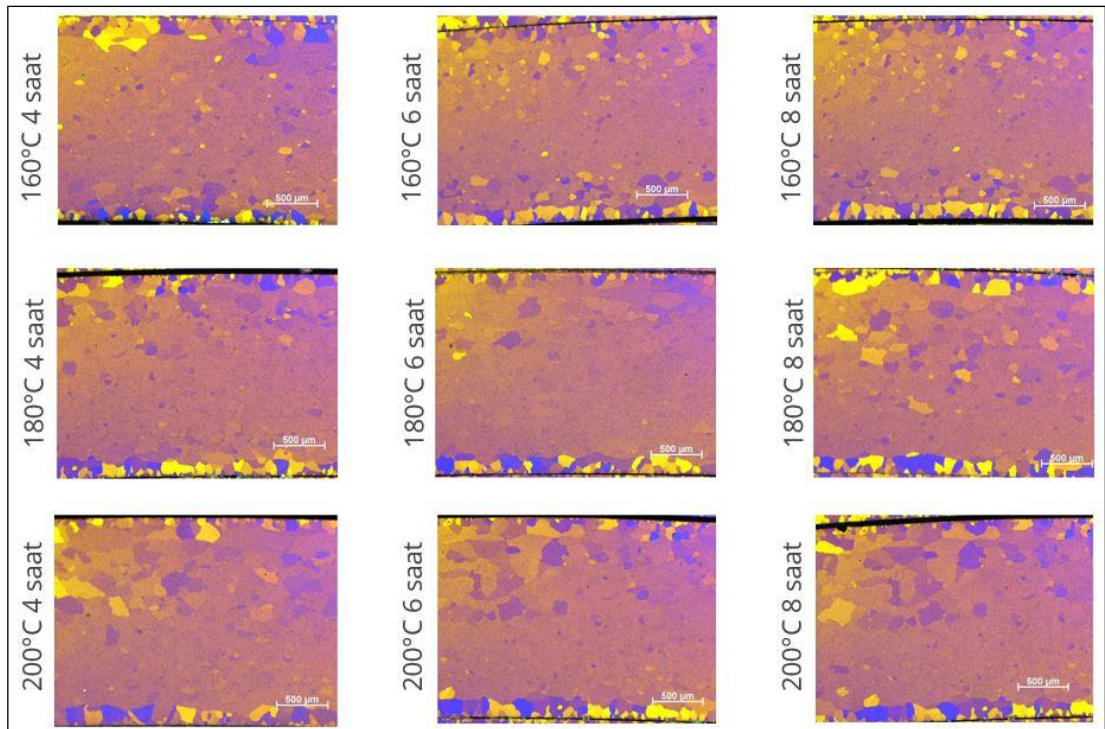 160°C 4 saat
500 µm
160°C 6 saat
500 µm
160°C 8 saat
500 µm
180°C 4 saat
500 µm
180°C 6 saat
500 µm
180°C 8 saat
500 µm
200°C 4 saat
500 µm
200°C 6 saat
500 µm
200°C 8 saat
500 µm